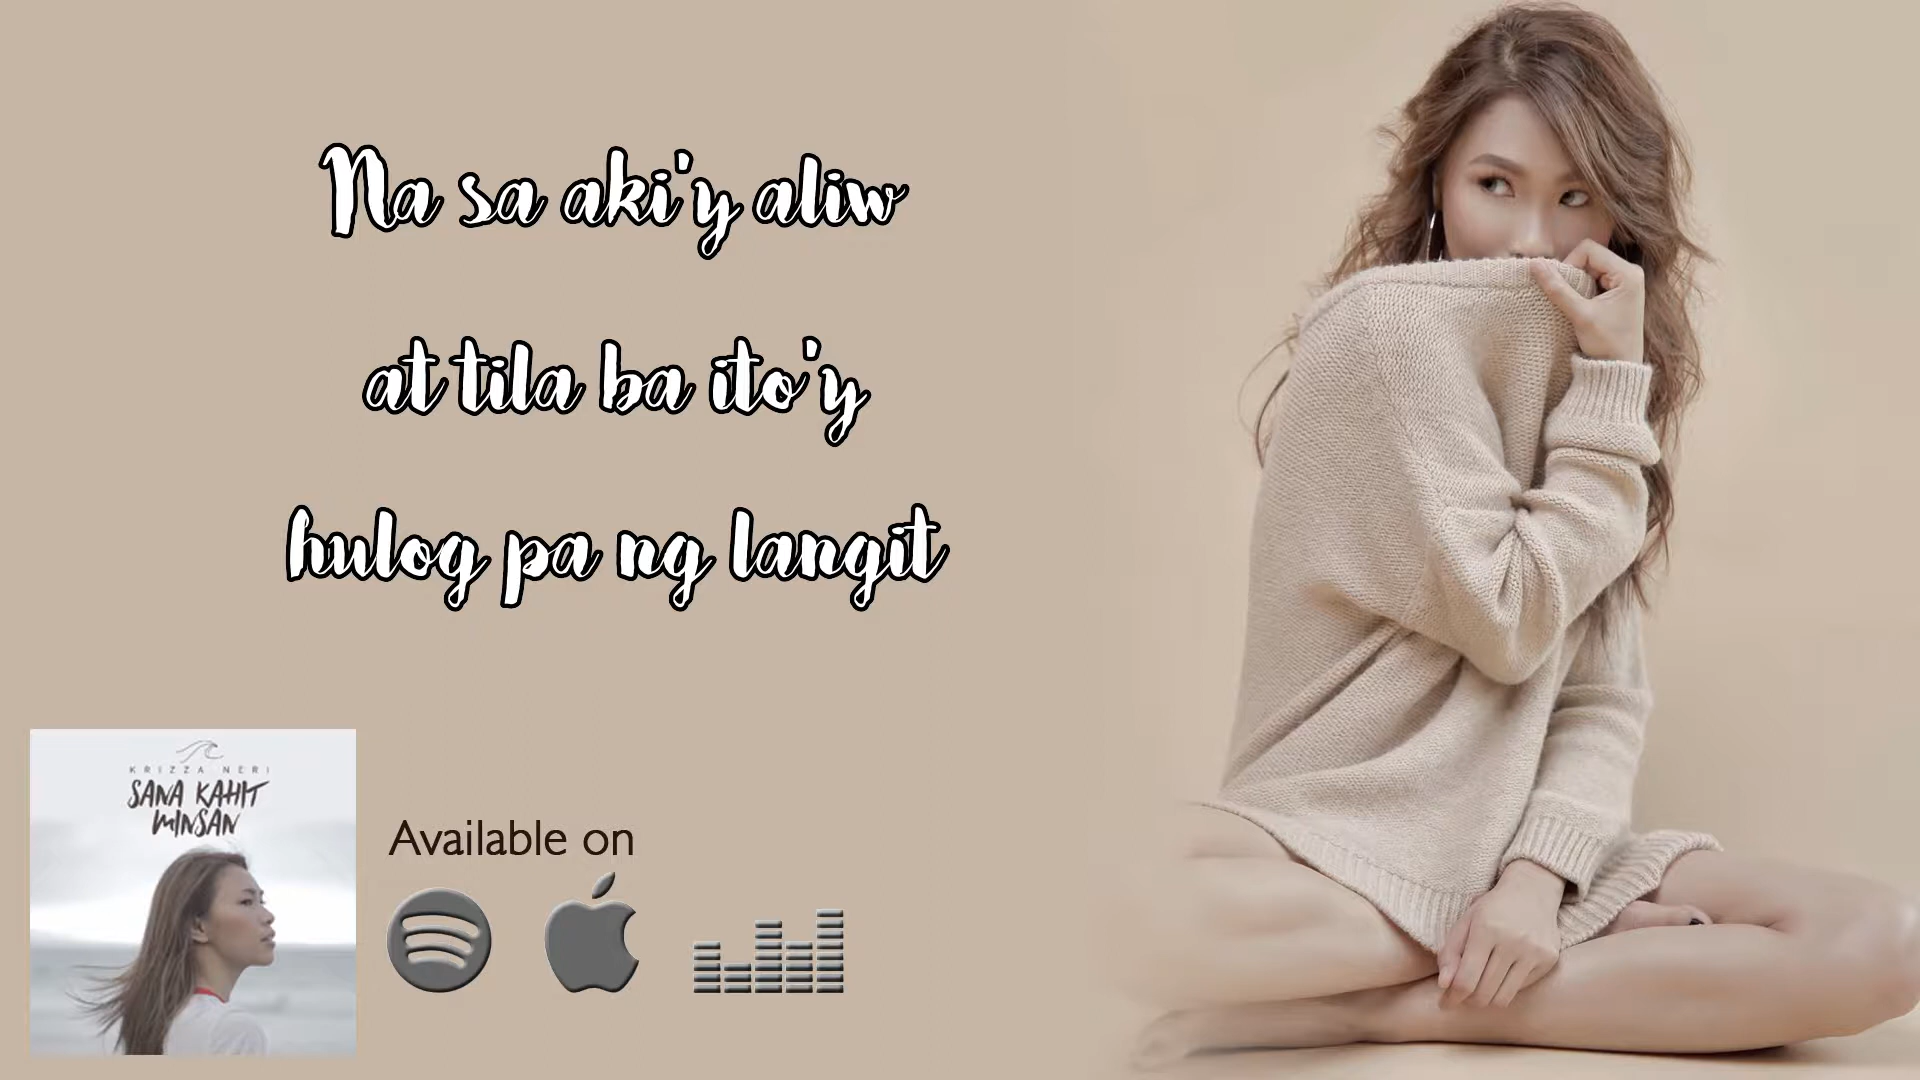 Na sa aki'y aliw
at tila ba ito'y
hulog pa ng langit
KRIZZA NERI
SANA KAHIT
MINSAN
Available on